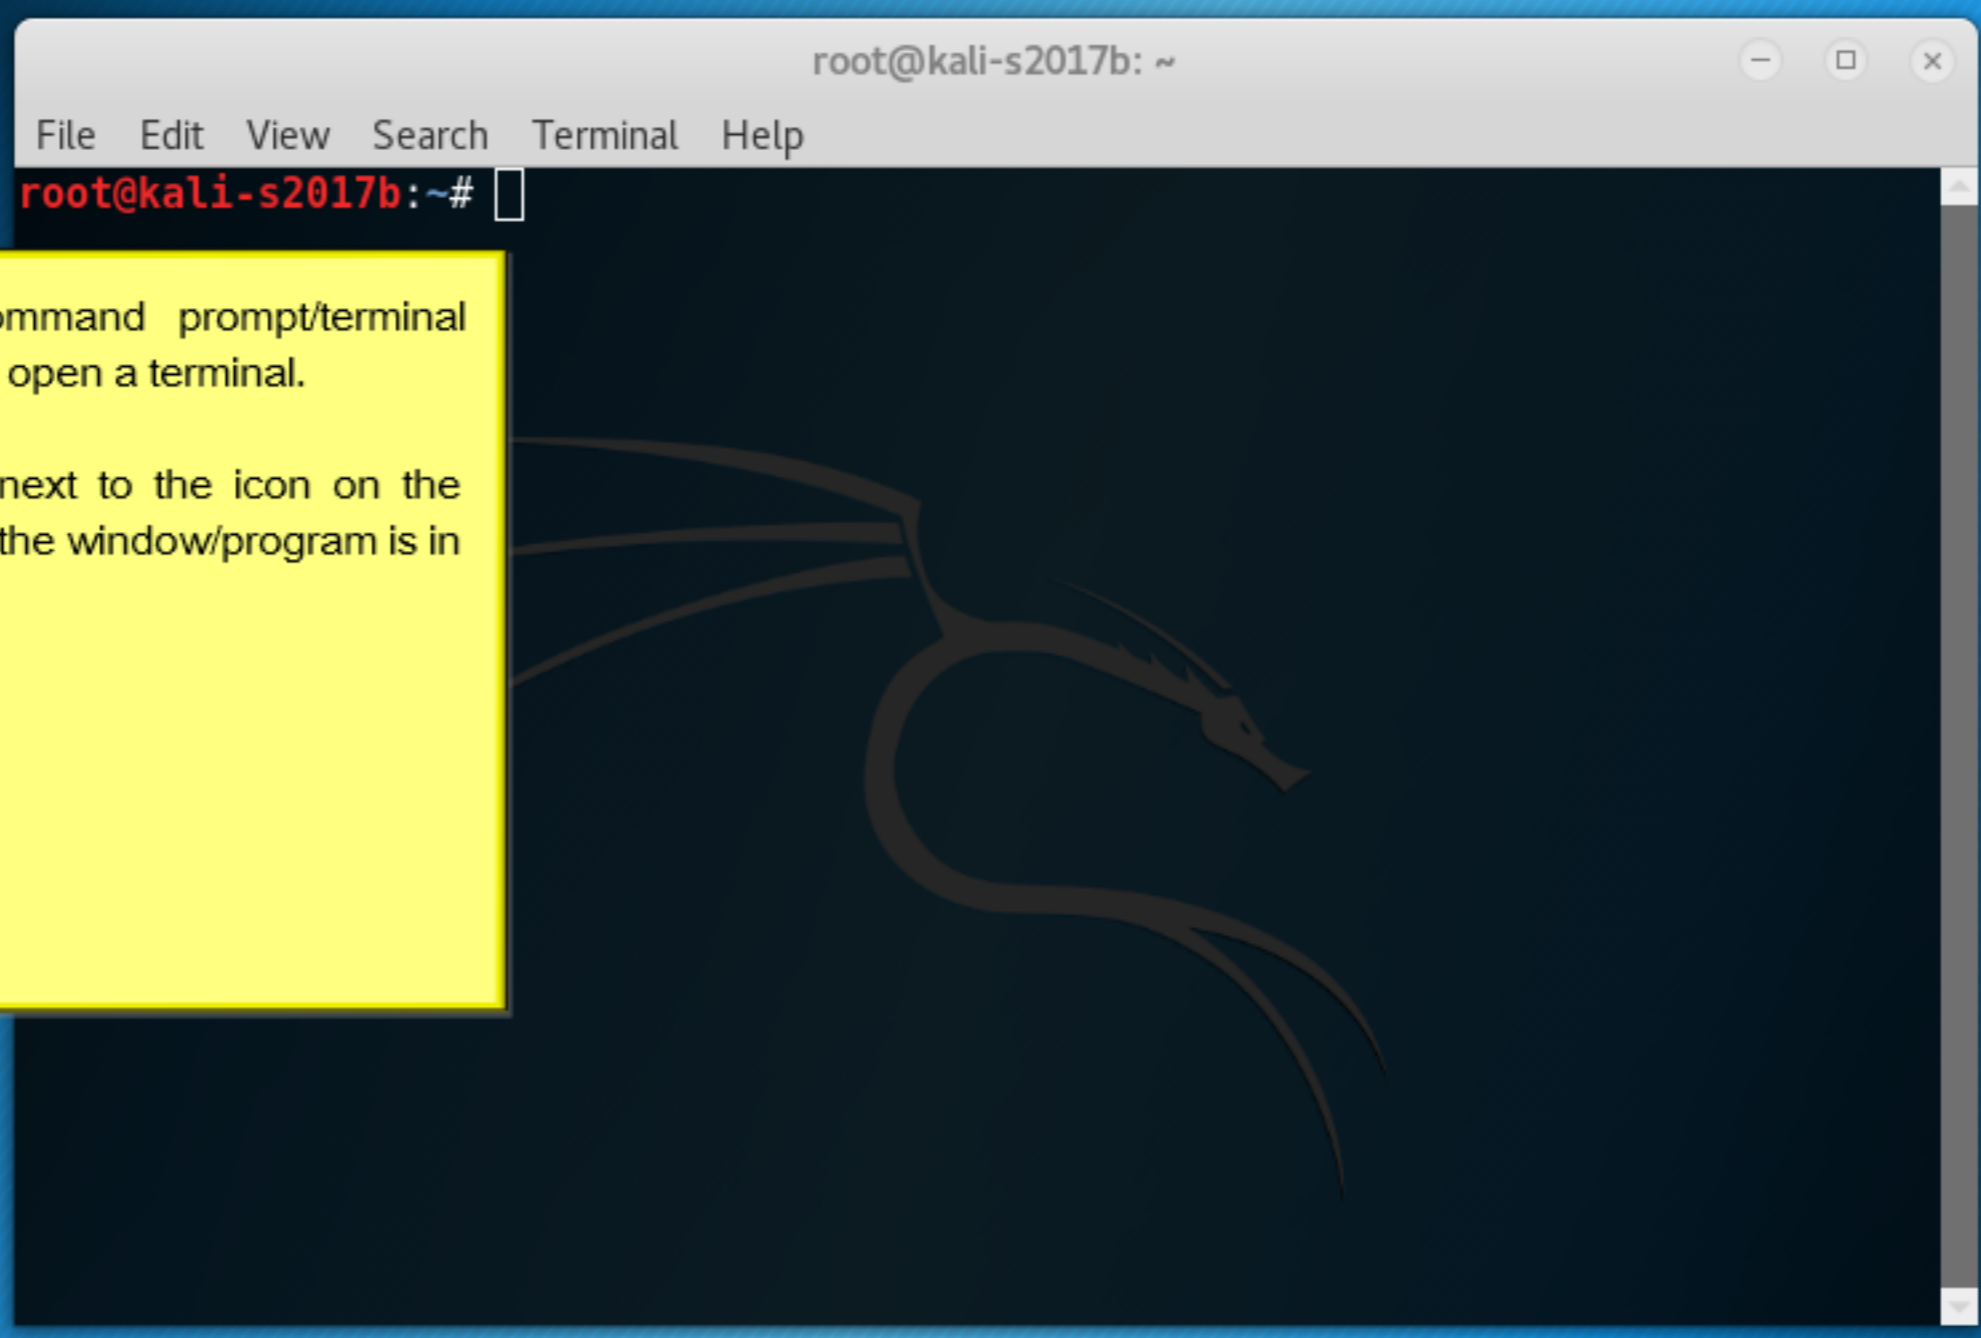 root@kali-s2017b: ~
File Edit View Search Terminal Help
root@kali-s2017b:~#
prompt/terminal
open a terminal.
next to the icon on the
the window/program is in